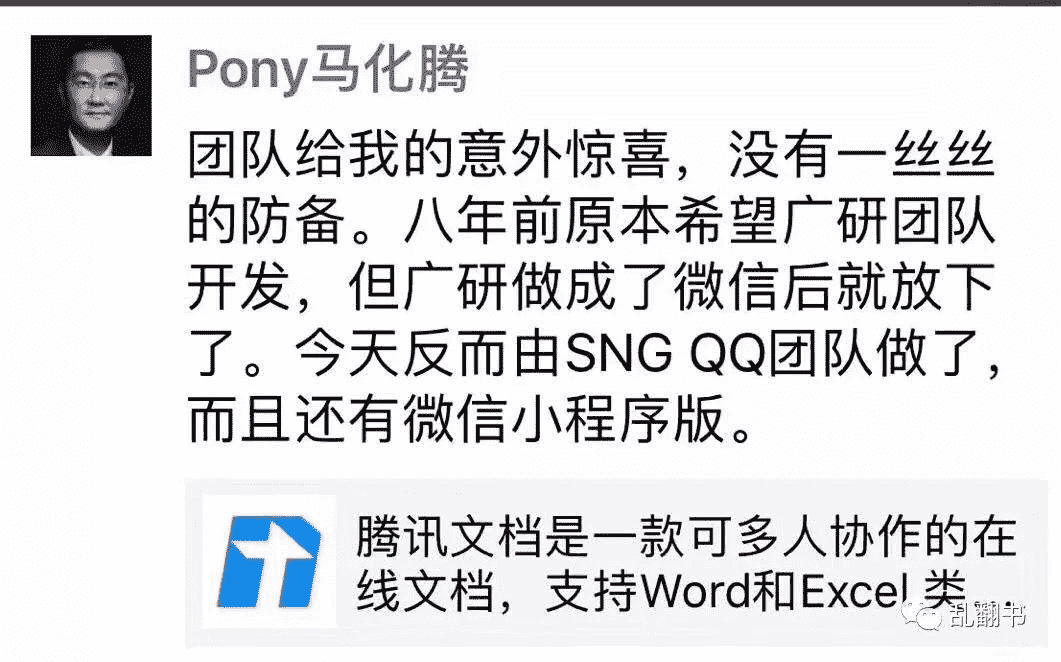 Pony马化腾
团队给我的意外惊喜，没有一丝丝
的防备。八年前原本希望广研团队
开发，但广研做成了微信后就放下
了。今天反而由SNG QQ团队做了，
而且还有微信小程序版。
腾讯文档是一款可多人协作的在
线文档，支持Word和Excel 类...
乱翻书